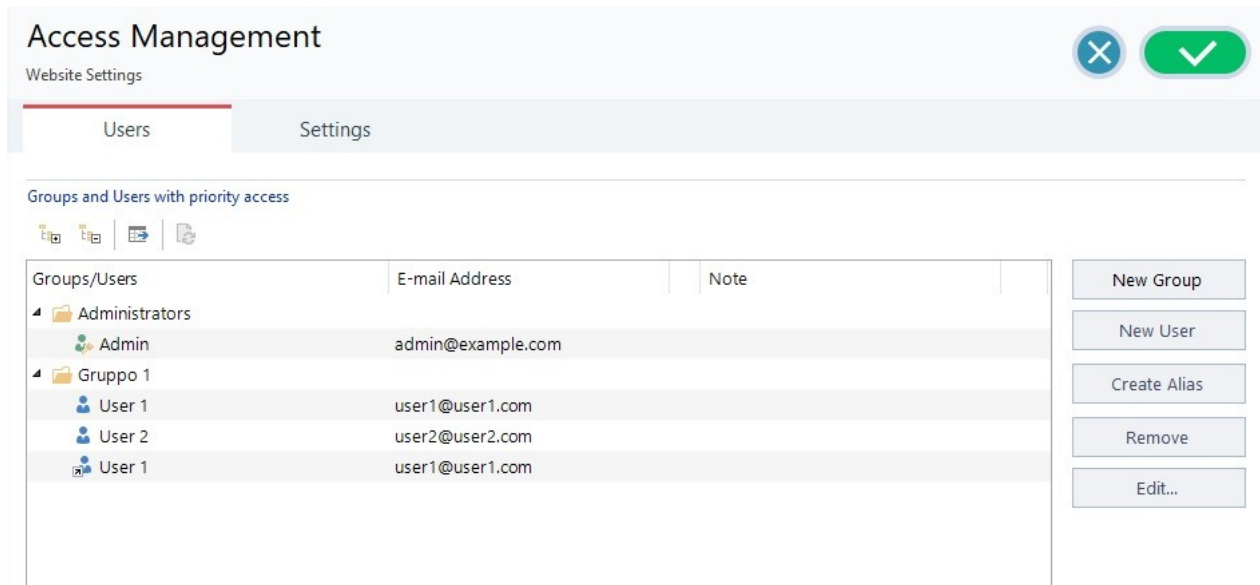 Access Management
Website Settings
Users Settings
Groups and Users with priority access
Groups/Users E-mail Address Note
Administrators
Admin admin@example.com
Gruppo 1
User 1 user1@user1.com
User 2 user2@user2.com
User 1 user1@user1.com
New Group
New User
Create Alias
Remove
Edit...